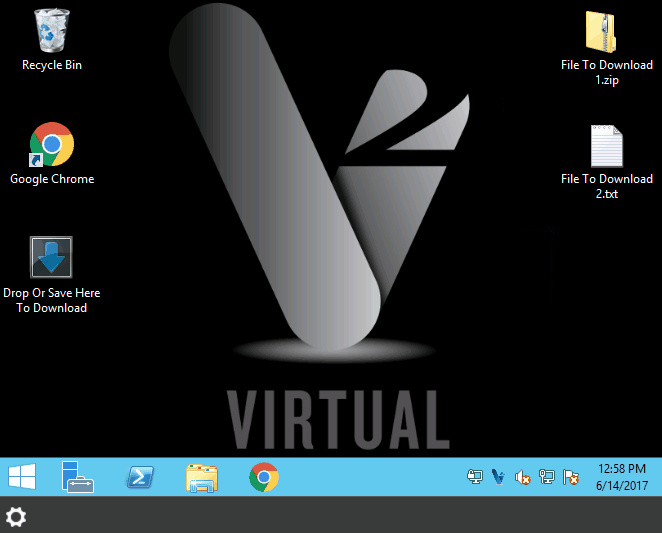 Recycle Bin
File To Download
1.zip
Google Chrome
File To Download
2.txt
Drop Or Save Here
To Download
VIRTUAL
12:58 PM
6/14/2017